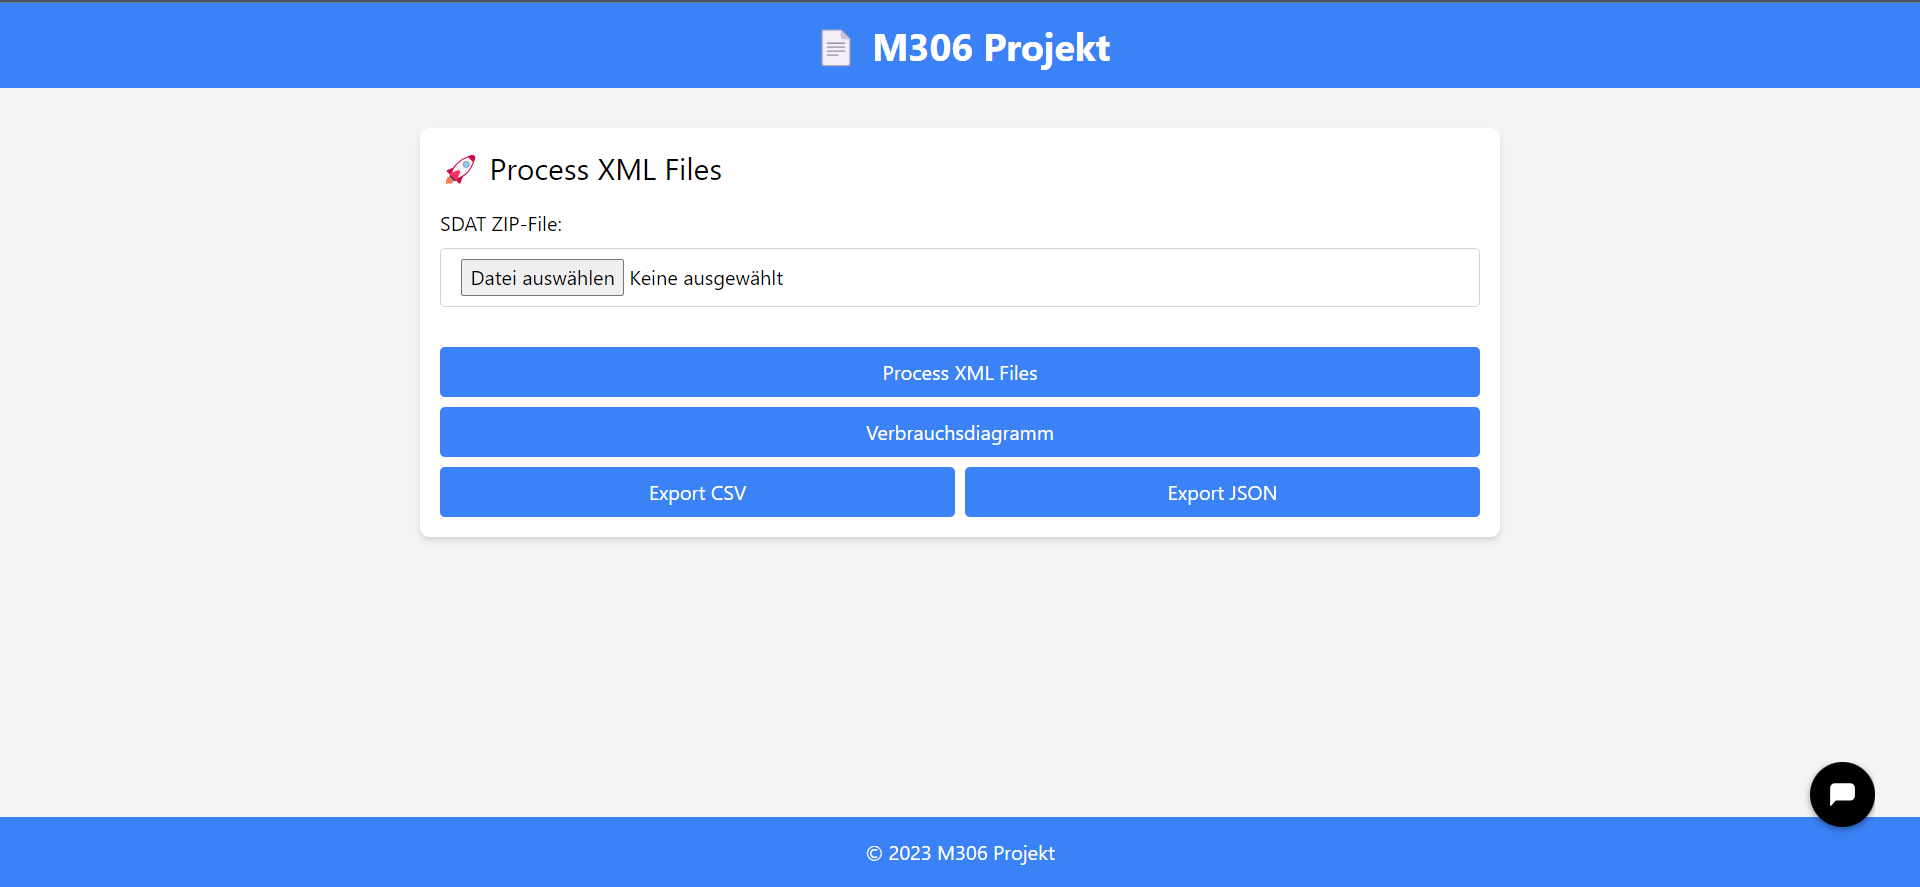 M306 Projekt
Process XML Files
SDAT ZIP-File:
Datei auswählen Keine ausgewählt
Process XML Files
Verbrauchsdiagramm
Export CSV Export JSON
© 2023 M306 Projekt